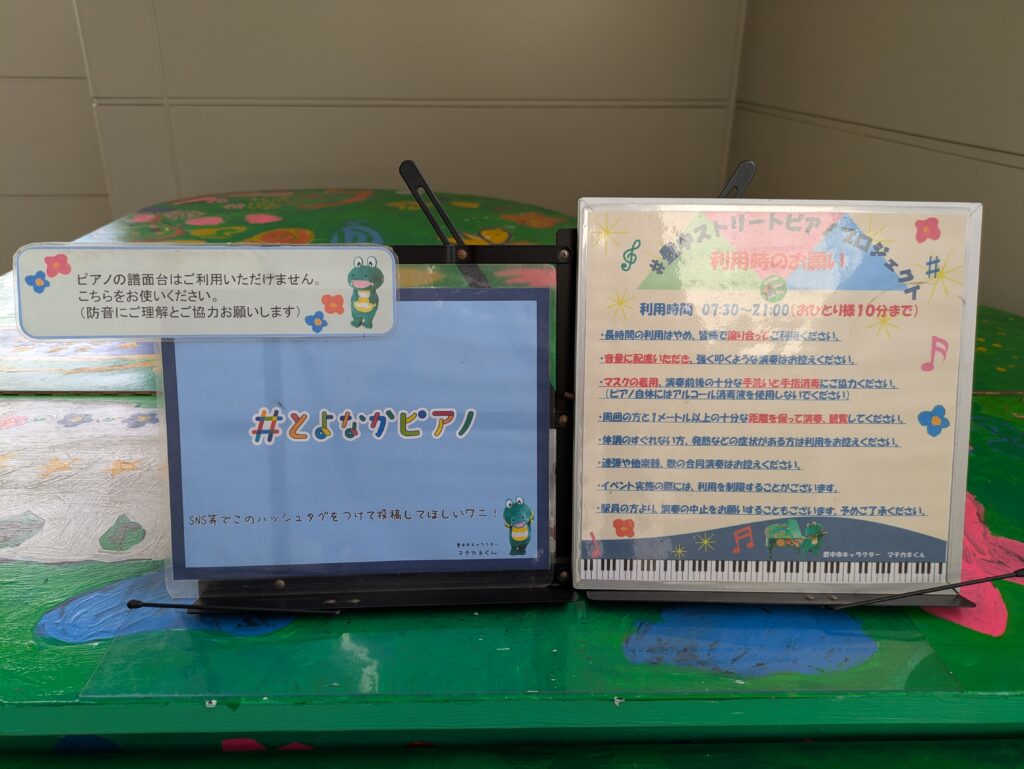 ピアノの譜面台はご利用いただけません。
こちらをお使いください。
（防音にご理解とご協力お願いします）
#とよなかピアノ
SNS等でこのハッシュタグをつけて投稿してほしいワニ！
豊中市キャラクター
マチカネくん
#豊中ストリートピアノプロジェクト
利用時のお願い
利用時間 07:30～21:00(おひとり様10分まで)
・長時間の利用はやめ、皆様で譲り合ってご利用ください。
・音量に配慮いただき、強く叩くような演奏はお控えください。
・マスクの着用、演奏前後の十分な手洗いと手指消毒にご協力ください。
（ピアノ自体にはアルコール消毒液を使用しないでください）
・周囲の方と1メートル以上の十分な距離を保って演奏、観覧してください。
・体調のすぐれない方、発熱などの症状がある方は利用をお控えください。
・連弾や他楽器、歌の合同演奏はお控えください。
・イベント実施の際には、利用を制限することがございます。
・駅員の方より、演奏の中止をお願いすることもございます。予めご了承ください。
豊中市キャラクター マチカネくん